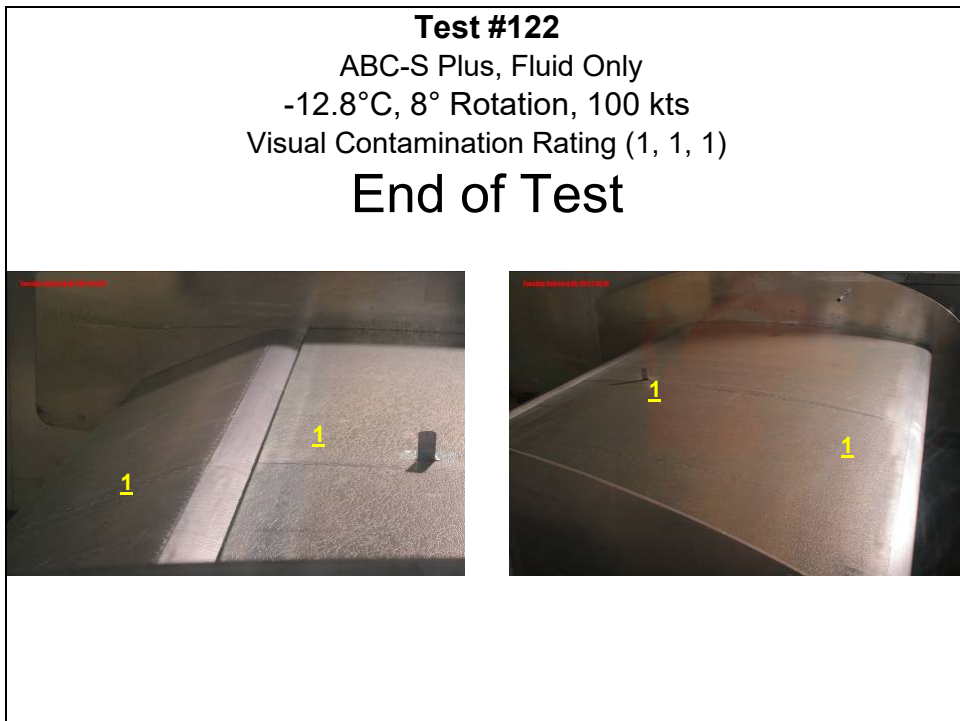 Test #122
ABC-S Plus, Fluid Only
-12.8°C, 8° Rotation, 100 kts
Visual Contamination Rating (1, 1, 1)
End of Test
1
1
1
1